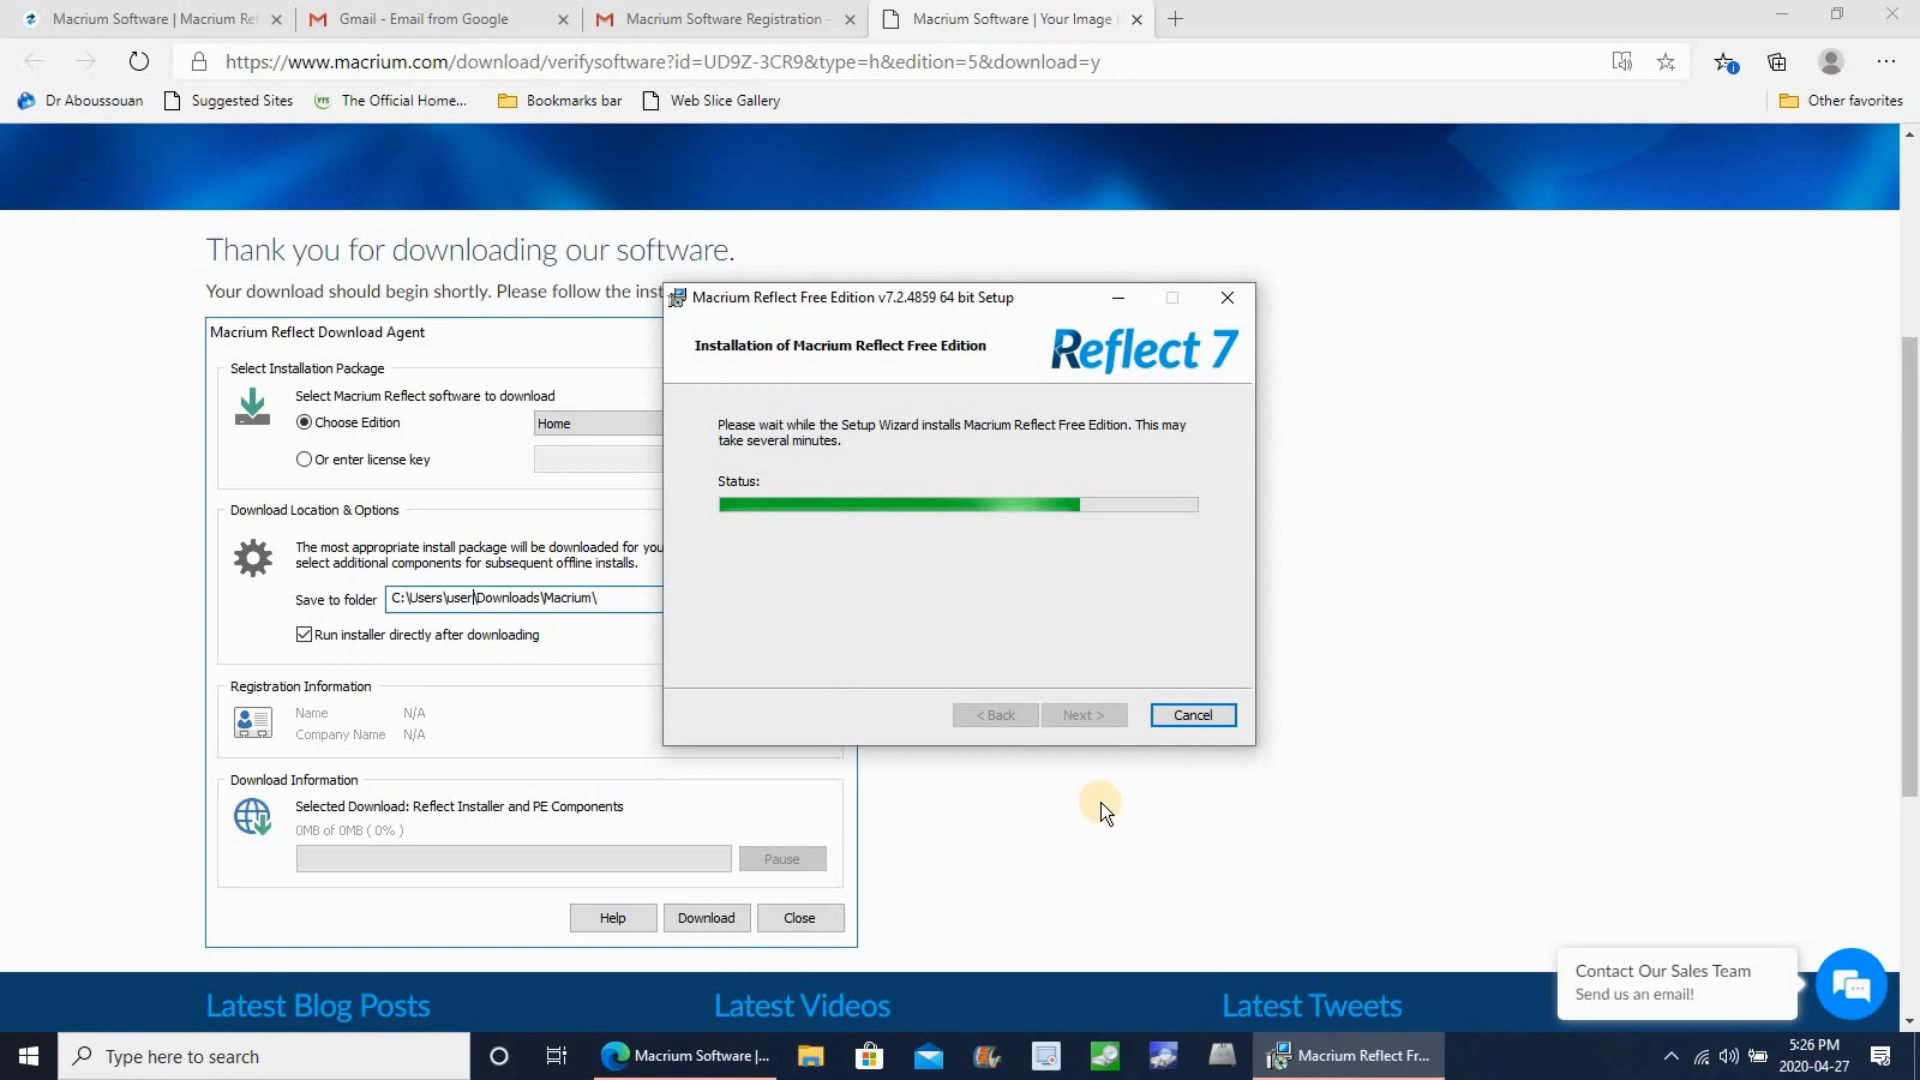 Macrium Software | Macrium Re
Gmail - Email from Google
Macrium Software Registration -
Macrium Software | Your Image
https://www.macrium.com/download/verifysoftware?id=UD9Z-3CR9&type=h&edition=5&download=y
Dr Aboussouan
Suggested Sites
The Official Home...
Bookmarks bar
Web Slice Gallery
Other favorites
Thank you for downloading our software.
Your download should begin shortly. Please follow the inst
Macrium Reflect Download Agent
Select Installation Package
Select Macrium Reflect software to download
Choose Edition
Home
Or enter license key
Download Location & Options
The most appropriate install package will be downloaded for you
select additional components for subsequent offline installs.
Save to folder
C:\Users\user\Downloads\Macrium\
Run installer directly after downloading
Registration Information
Name N/A
Company Name N/A
Download Information
Selected Download: Reflect Installer and PE Components
0MB of 0MB ( 0% )
Pause
Help
Download
Close
Macrium Reflect Free Edition v7.2.4859 64 bit Setup
Installation of Macrium Reflect Free Edition
Reflect 7
Please wait while the Setup Wizard installs Macrium Reflect Free Edition. This may
take several minutes.
Status:
< Back
Next >
Cancel
Latest Blog Posts
Latest Videos
Latest Tweets
Contact Our Sales Team
Send us an email!
Type here to search
Macrium Software |...
Macrium Reflect Fr...
5:26 PM
2020-04-27